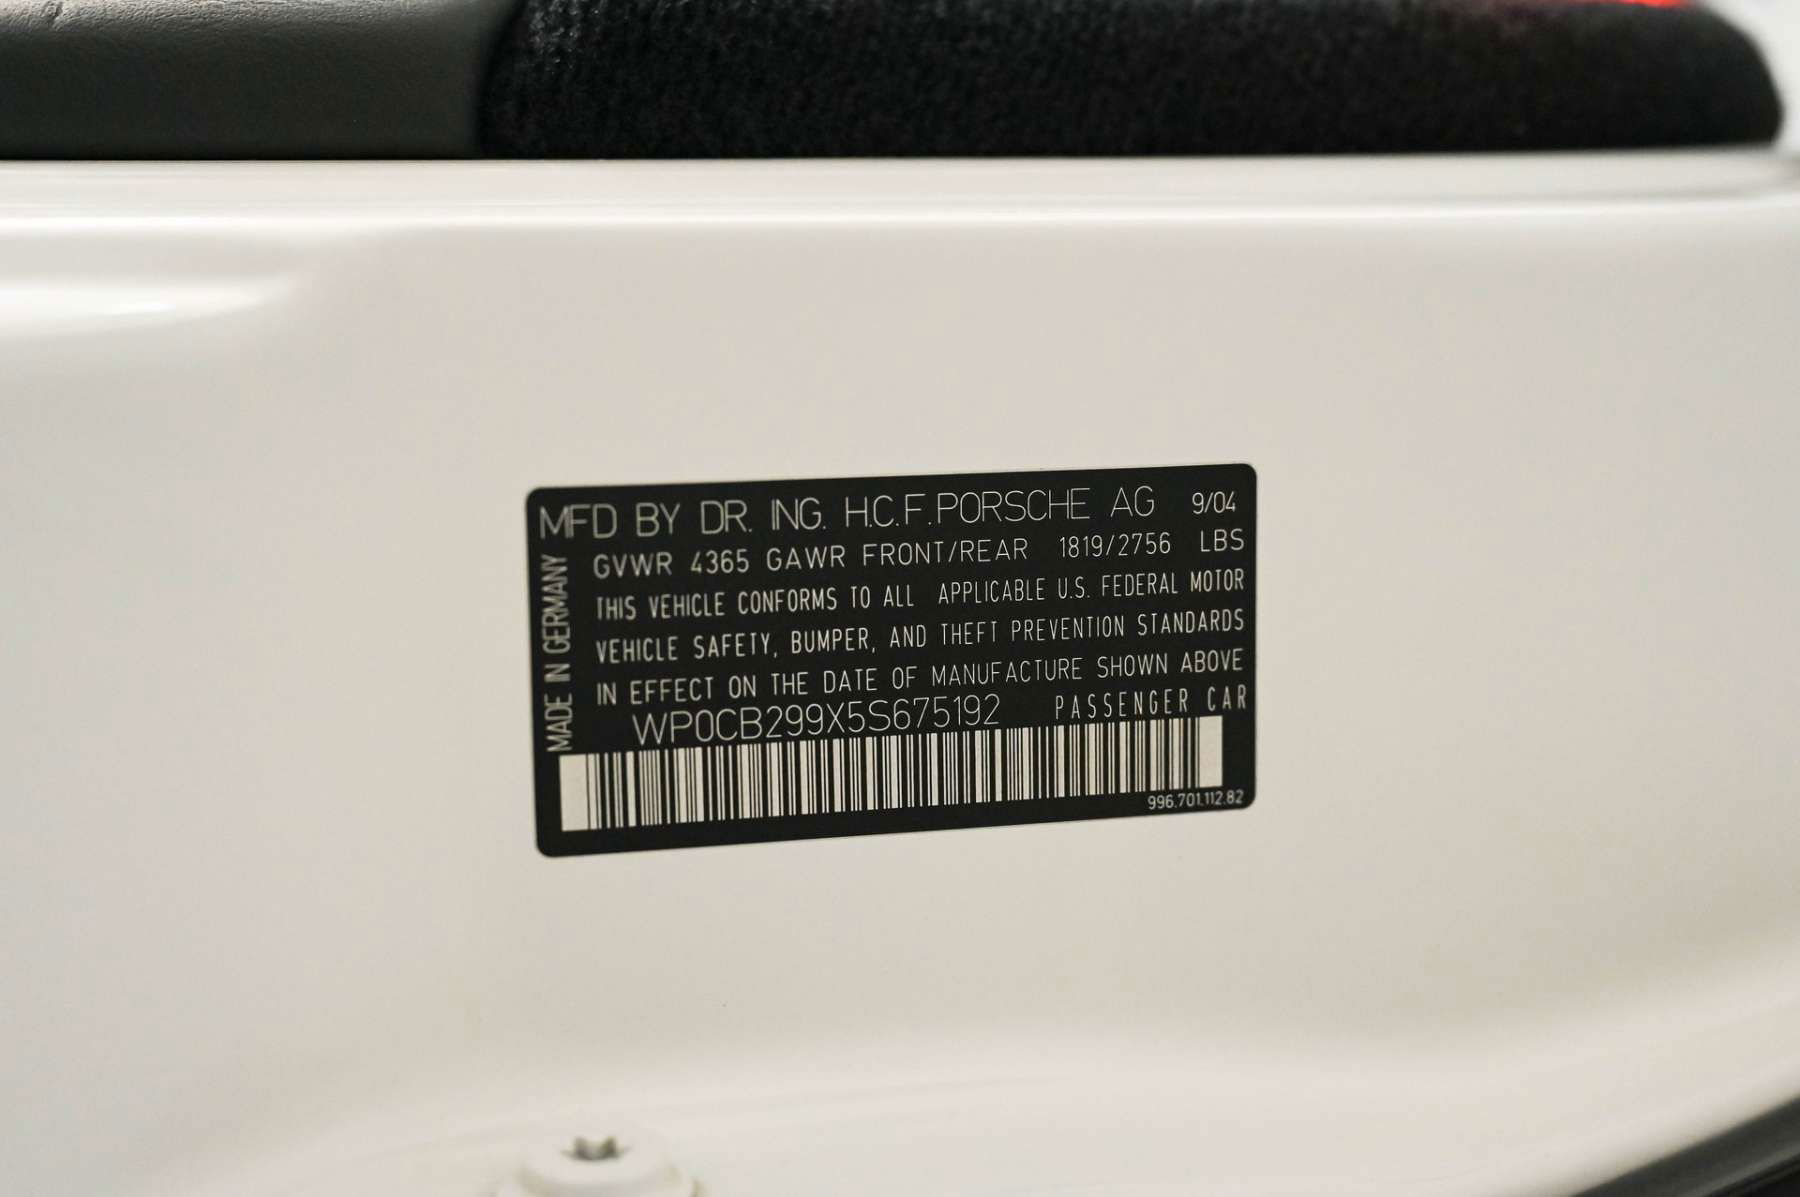 MFD BY DR. ING. H.C.F.PORSCHE AG 9/04
GVWR 4365 GAWR FRONT/REAR 1819/2756 LBS
THIS VEHICLE CONFORMS TO ALL APPLICABLE U.S. FEDERAL MOTOR
VEHICLE SAFETY, BUMPER, AND THEFT PREVENTION STANDARDS
IN EFFECT ON THE DATE OF MANUFACTURE SHOWN ABOVE
WP0CB299X5S675192 PASSENGER CAR
MADE IN GERMANY
996.701.112.82